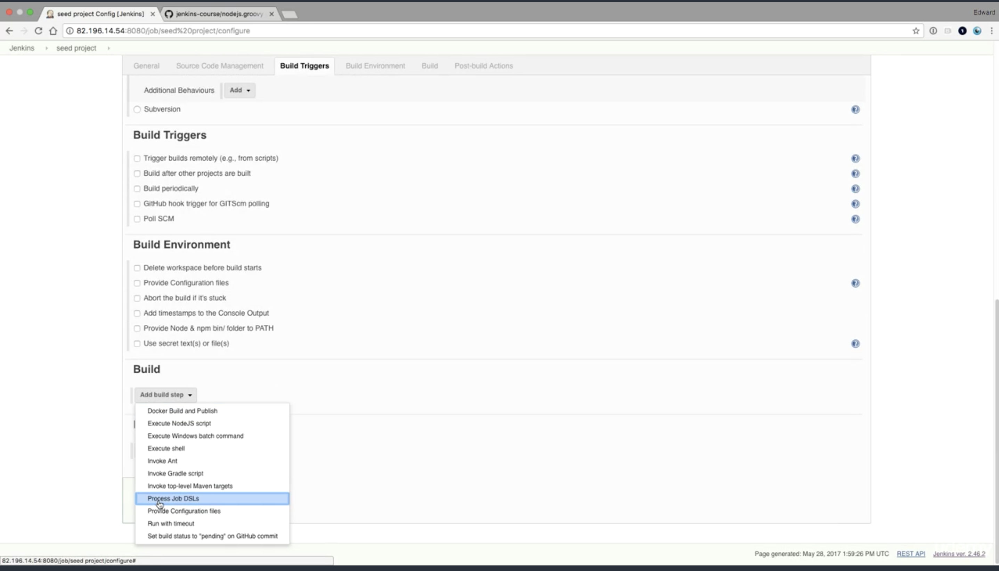 seed project Config [Jenkins]
jenkins-course/nodejs.groovy
Edward
82.196.14.54:8080/job/seed%20project/configure
Jenkins
seed project
General
Source Code Management
Build Triggers
Build Environment
Build
Post-build Actions
Additional Behaviours
Add
Subversion
Build Triggers
Trigger builds remotely (e.g., from scripts)
Build after other projects are built
Build periodically
GitHub hook trigger for GITScm polling
Poll SCM
Build Environment
Delete workspace before build starts
Provide Configuration files
Abort the build if it's stuck
Add timestamps to the Console Output
Provide Node & npm bin/ folder to PATH
Use secret text(s) or file(s)
Build
Add build step
Docker Build and Publish
Execute NodeJS script
Execute Windows batch command
Execute shell
Invoke Ant
Invoke Gradle script
Invoke top-level Maven targets
Process Job DSLs
Provide Configuration files
Run with timeout
Set build status to "pending" on GitHub commit
Page generated: May 28, 2017 1:59:26 PM UTC
REST API
Jenkins ver. 2.46.2
82.196.14.54:8080/job/seed project/configure#